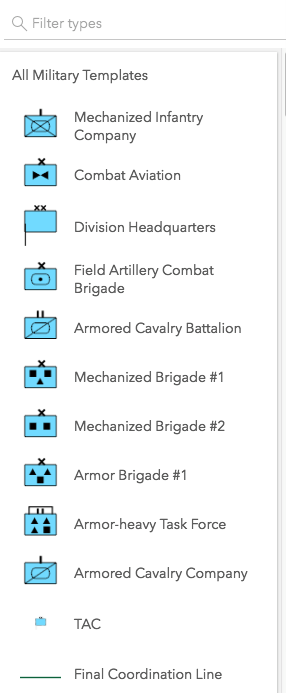 Filter types
All Military Templates
Mechanized Infantry
Company
Combat Aviation
Division Headquarters
Field Artillery Combat
Brigade
Armored Cavalry Battalion
Mechanized Brigade #1
Mechanized Brigade #2
Armor Brigade #1
Armor-heavy Task Force
Armored Cavalry Company
TAC
Final Coordination Line